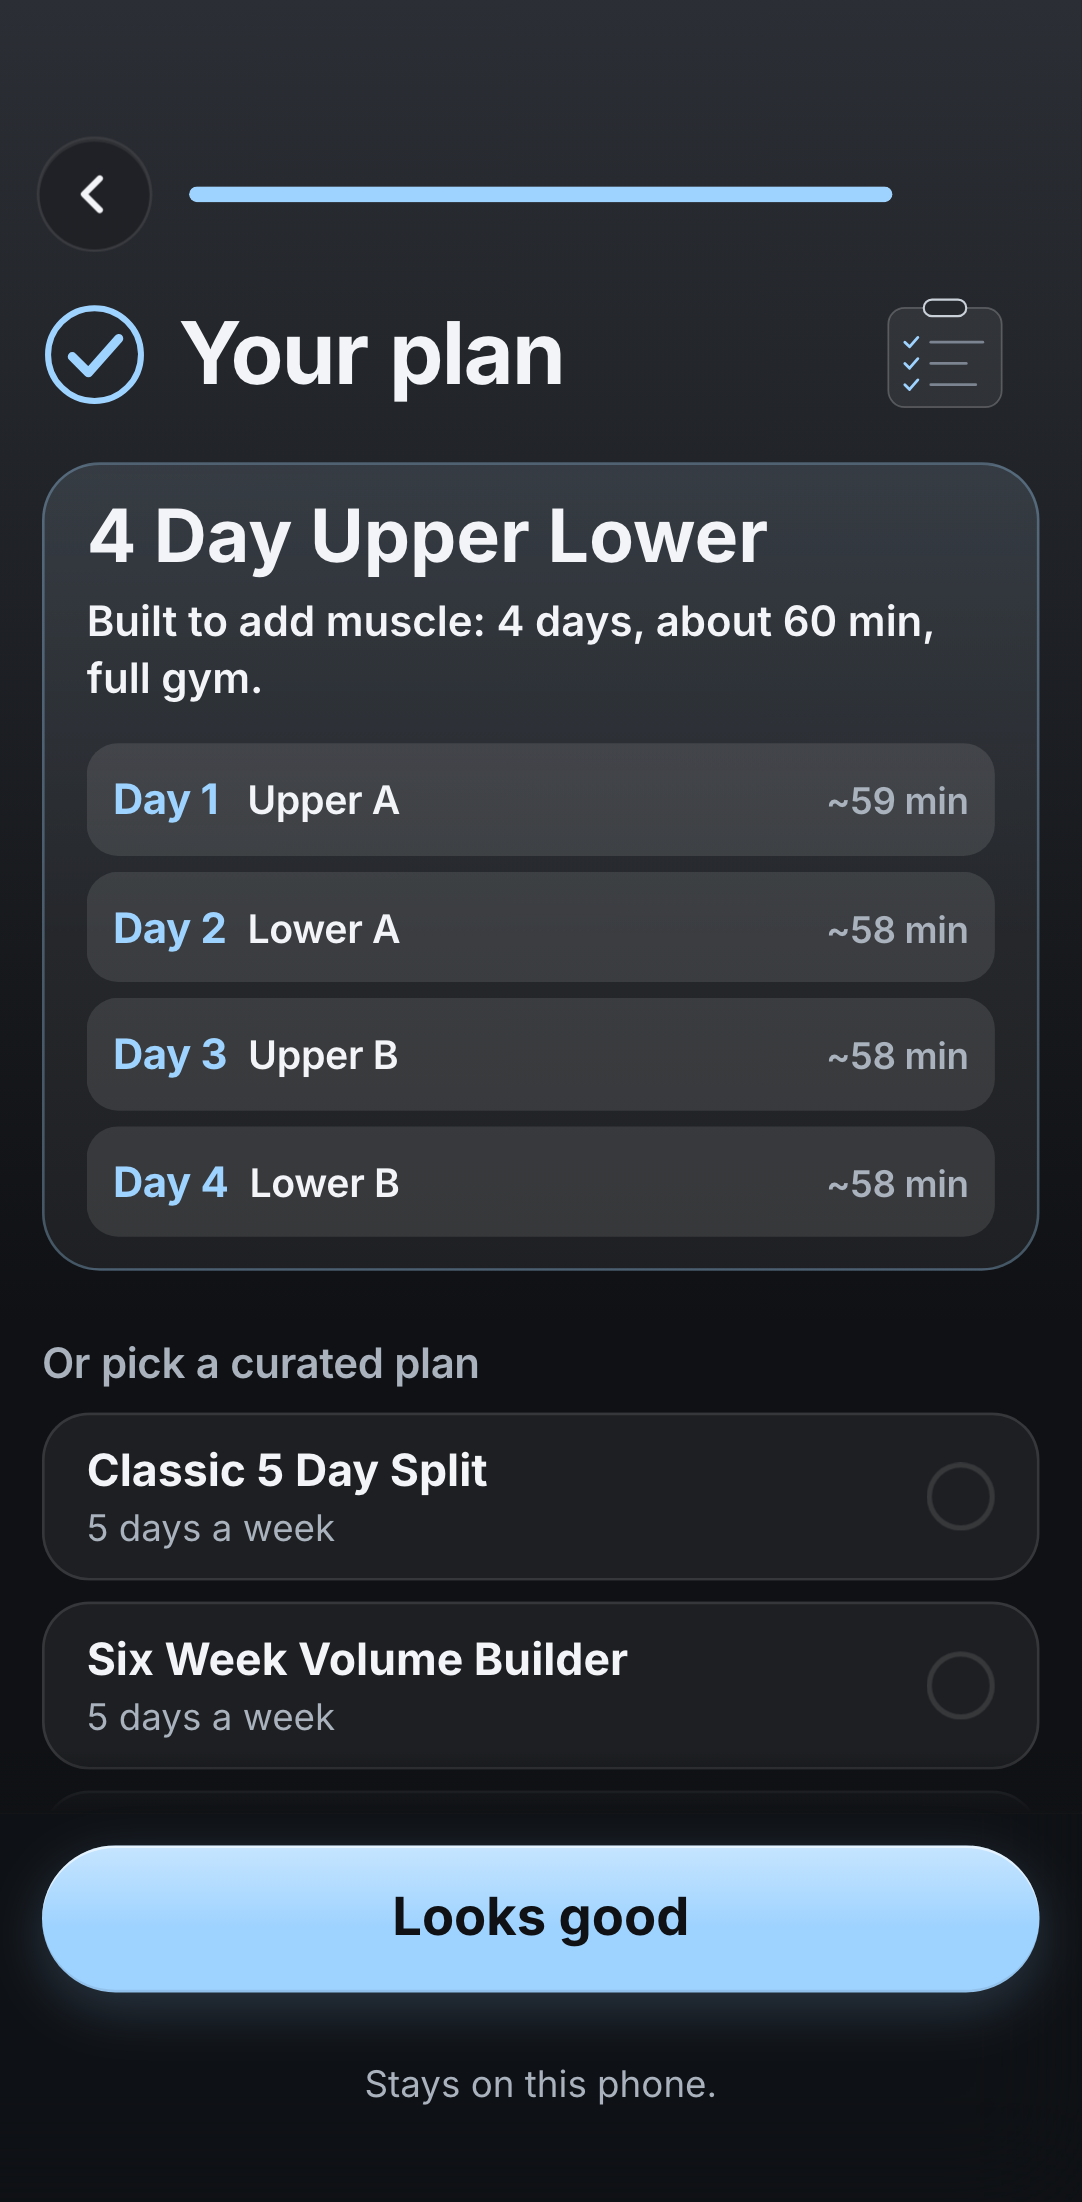 Your plan
4 Day Upper Lower
Built to add muscle: 4 days, about 60 min,
full gym.
Day 1 Upper A ~59 min
Day 2 Lower A ~58 min
Day 3 Upper B ~58 min
Day 4 Lower B ~58 min
Or pick a curated plan
Classic 5 Day Split
5 days a week
Six Week Volume Builder
5 days a week
Looks good
Stays on this phone.